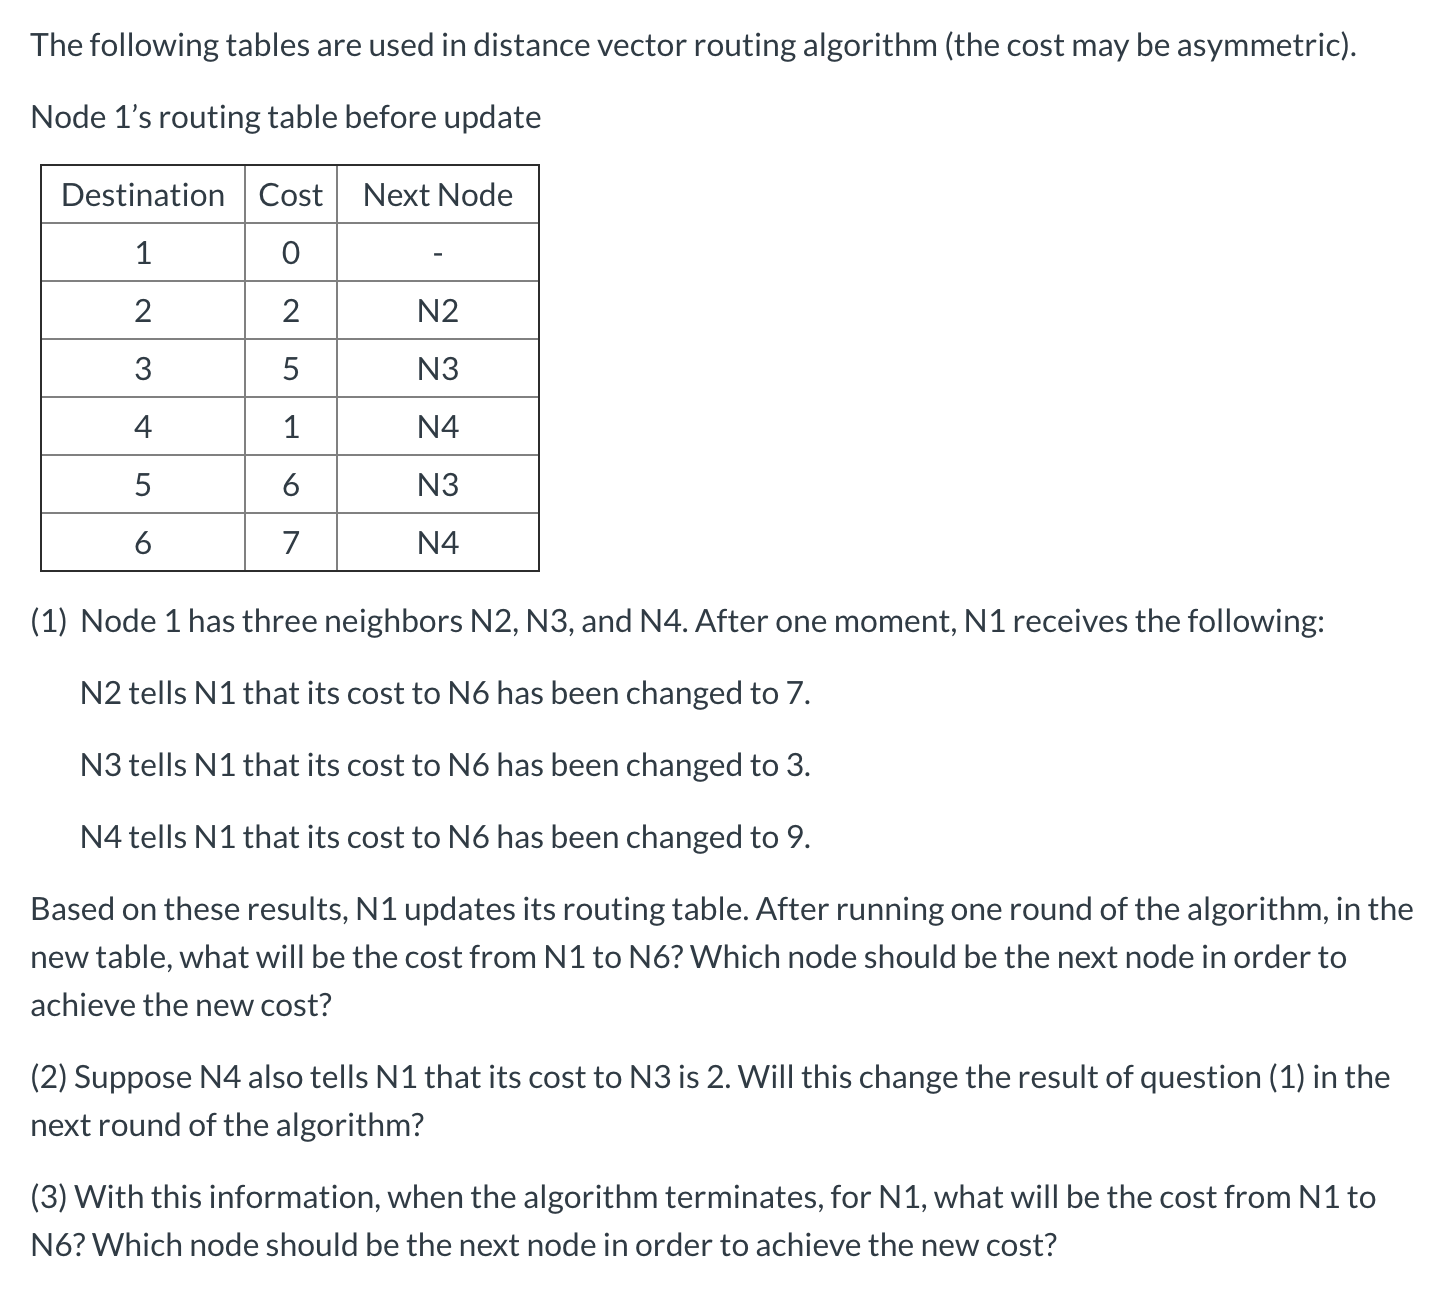 The following tables are used in distance vector routing algorithm (the cost may be asymmetric).
Node 1’s routing table before update
Destination Cost Next Node
1 0 -
2 2 N2
3 5 N3
4 1 N4
5 6 N3
6 7 N4
(1) Node 1 has three neighbors N2, N3, and N4. After one moment, N1 receives the following:
N2 tells N1 that its cost to N6 has been changed to 7.
N3 tells N1 that its cost to N6 has been changed to 3.
N4 tells N1 that its cost to N6 has been changed to 9.
Based on these results, N1 updates its routing table. After running one round of the algorithm, in the
new table, what will be the cost from N1 to N6? Which node should be the next node in order to
achieve the new cost?
(2) Suppose N4 also tells N1 that its cost to N3 is 2. Will this change the result of question (1) in the
next round of the algorithm?
(3) With this information, when the algorithm terminates, for N1, what will be the cost from N1 to
N6? Which node should be the next node in order to achieve the new cost?